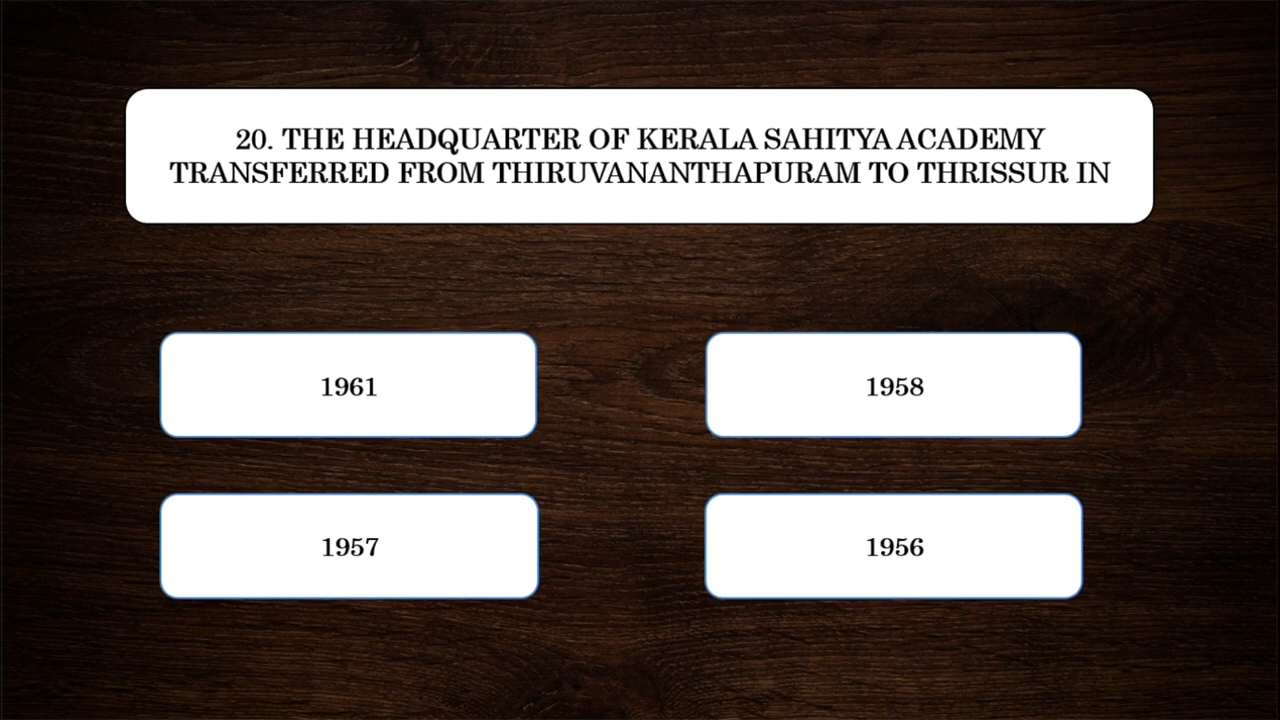 20. THE HEADQUARTER OF KERALA SAHITYA ACADEMY
TRANSFERRED FROM THIRUVANANTHAPURAM TO THRISSUR IN
1961
1958
1957
1956